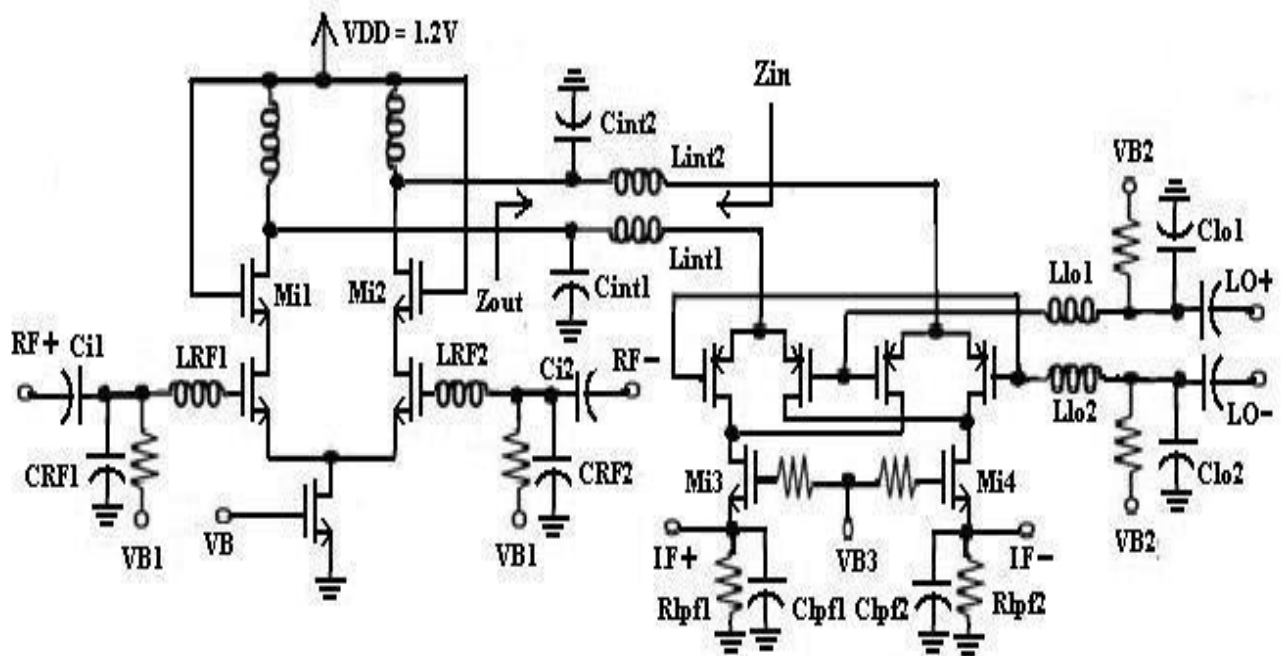 VDD = 1.2V
Zin
Cint2
Lint2
VB2
Clo1
Llo1
LO+
Mi1
Mi2
Zout
Lint1
Cint1
RF+
Ci1
LRF1
LRF2
Ci2
RF-
Llo2
LO-
CRF1
CRF2
Mi3
Mi4
Clo2
VB1
VB
VB1
VB2
IF+
VB3
IF-
Rlpf1
Clpf1
Clpf2
Rlpf2